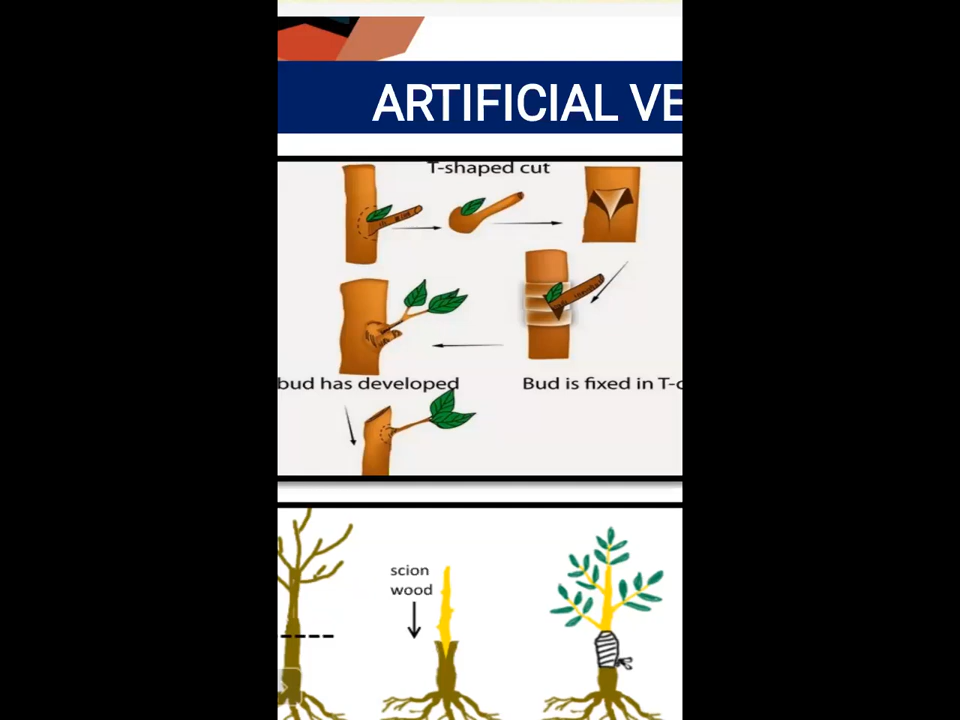 ARTIFICIAL VE
T-shaped cut
bud has developed
Bud is fixed in T-c
scion
wood